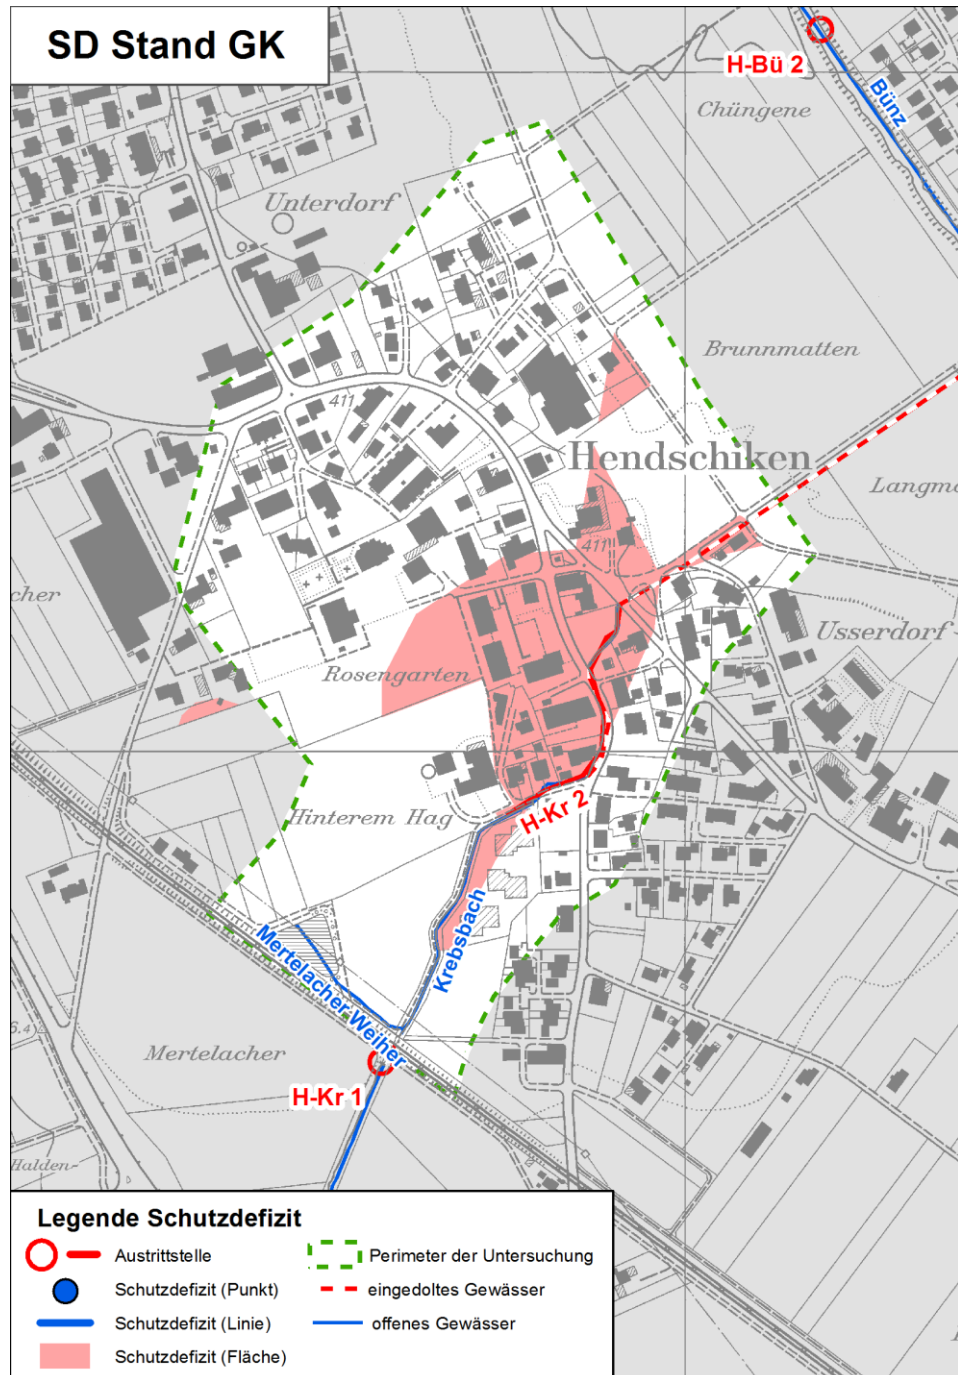 SD Stand GK
H-Bü 2
Bünz
Chüngene
Unterdorf
Brunnmatten
411
Hendschiken
Langm
411
cher
Usserdorf
Rosengarten
Hinterem Hag
H-Kr 2
Krebsbach
Mertelacher Weiher
6.4)
Mertelacher
H-Kr 1
Halden-
Legende Schutzdefizit
Austrittstelle
Perimeter der Untersuchung
Schutzdefizit (Punkt)
eingedoltes Gewässer
Schutzdefizit (Linie)
offenes Gewässer
Schutzdefizit (Fläche)